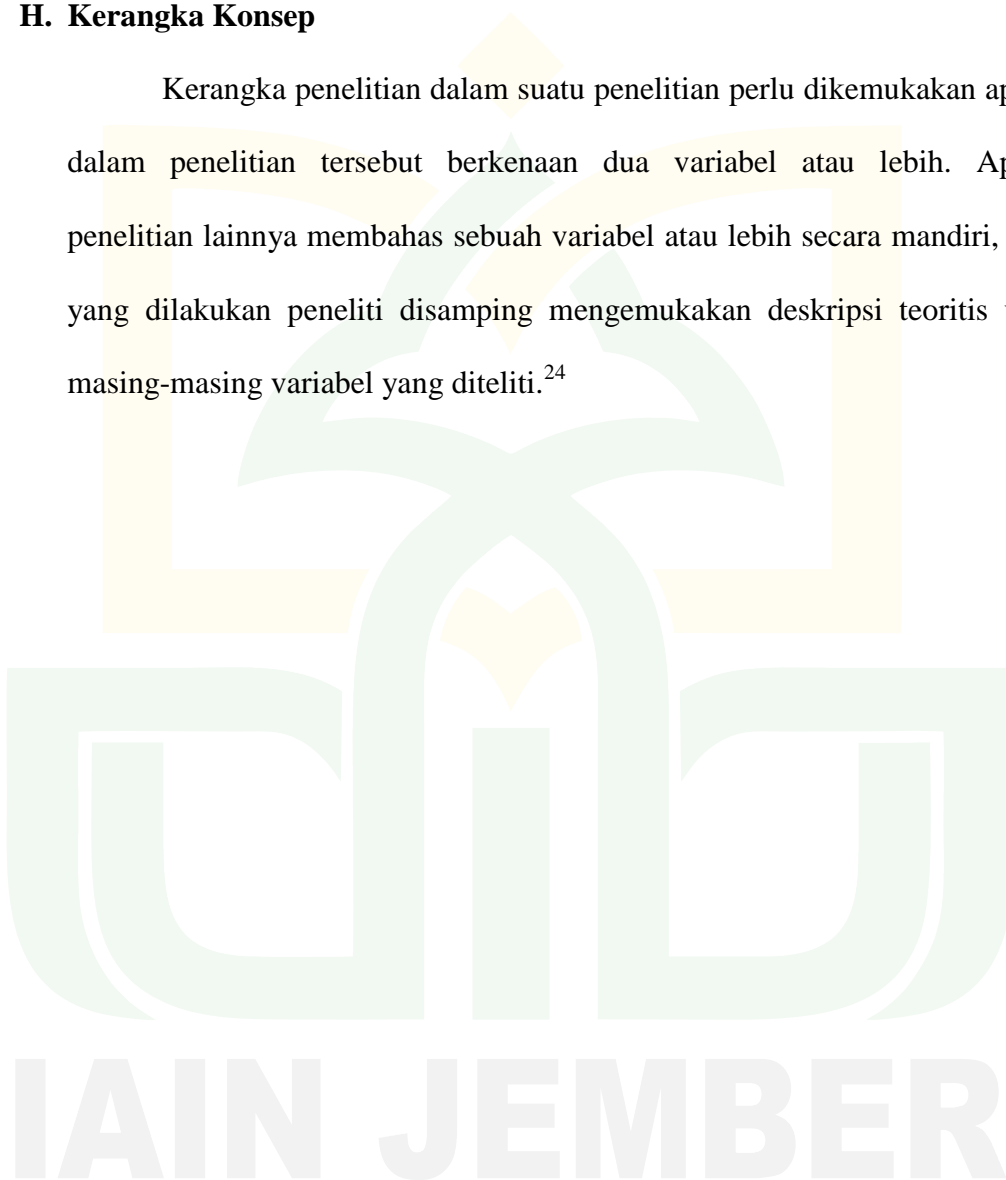 H. Kerangka Konsep
Kerangka penelitian dalam suatu penelitian perlu dikemukakan
dalam penelitian tersebut berkenaan dua variabel atau lebih.
penelitian lainnya membahas sebuah variabel atau lebih secara mandiri,
yang dilakukan peneliti disamping mengemukakan deskripsi teoritis
masing-masing variabel yang diteliti.24
IAIN JEMBER